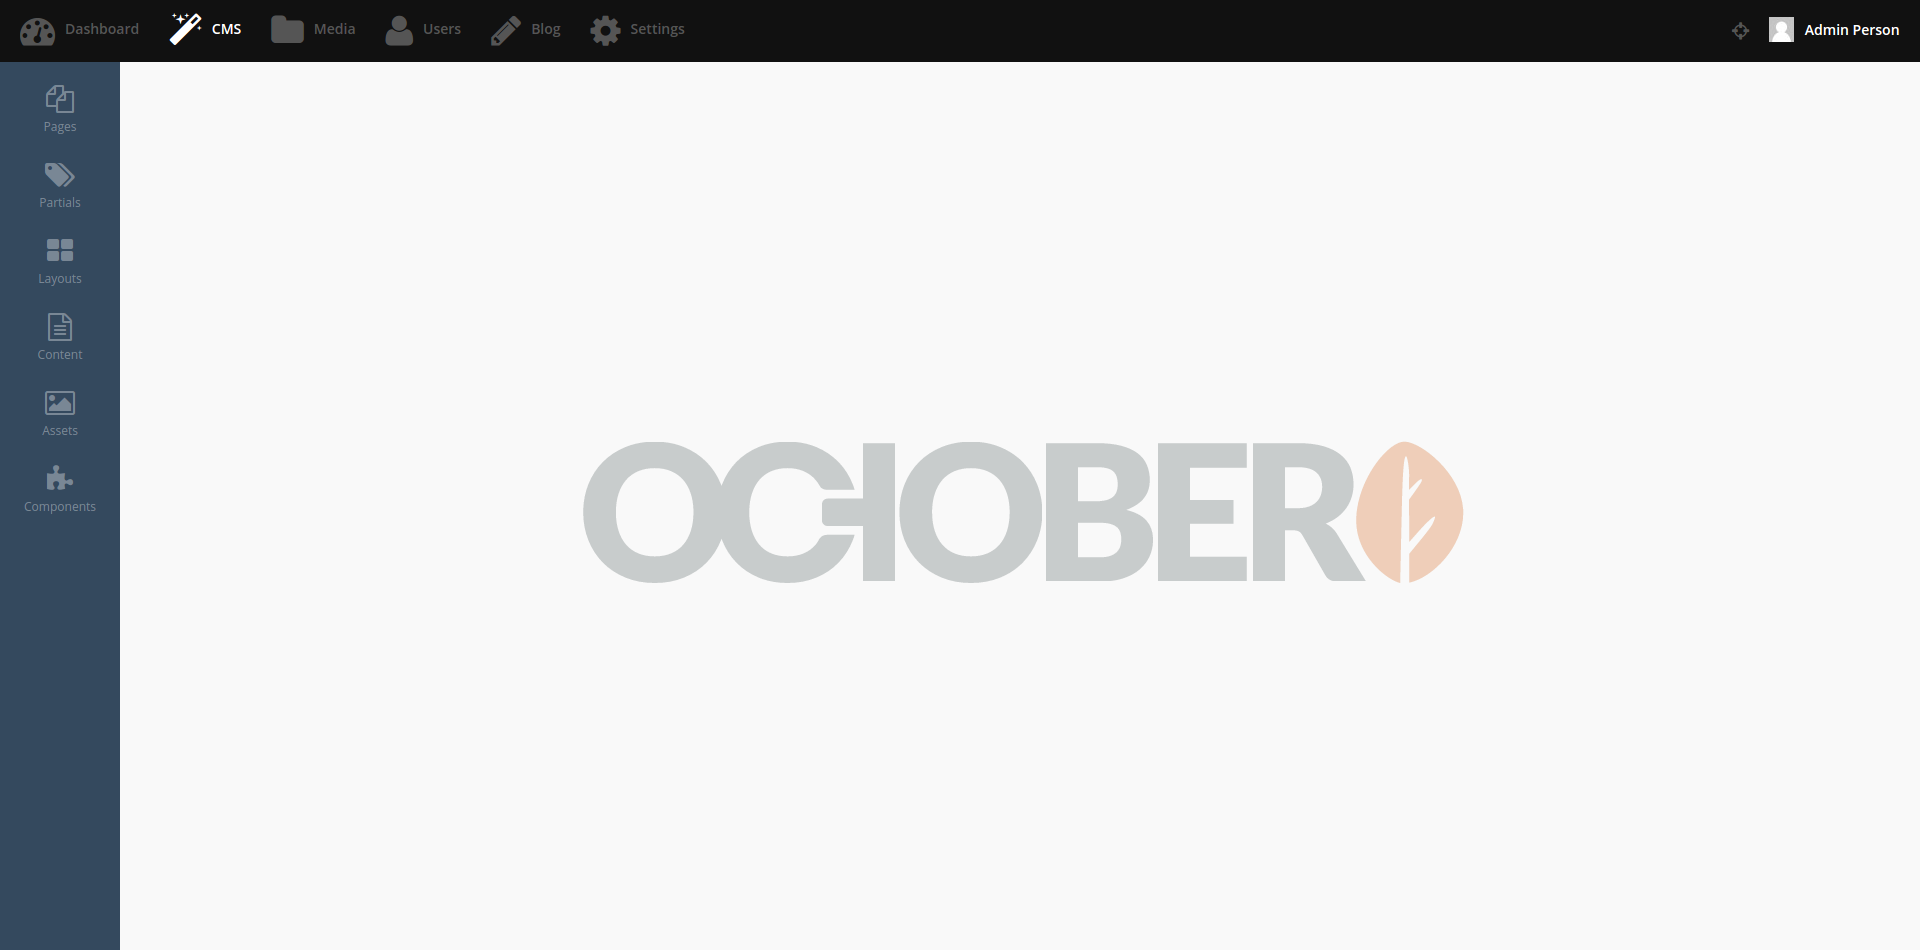 Dashboard CMS Media Users Blog Settings Admin Person
Pages
Partials
Layouts
Content
Assets
Components
OCTOBER